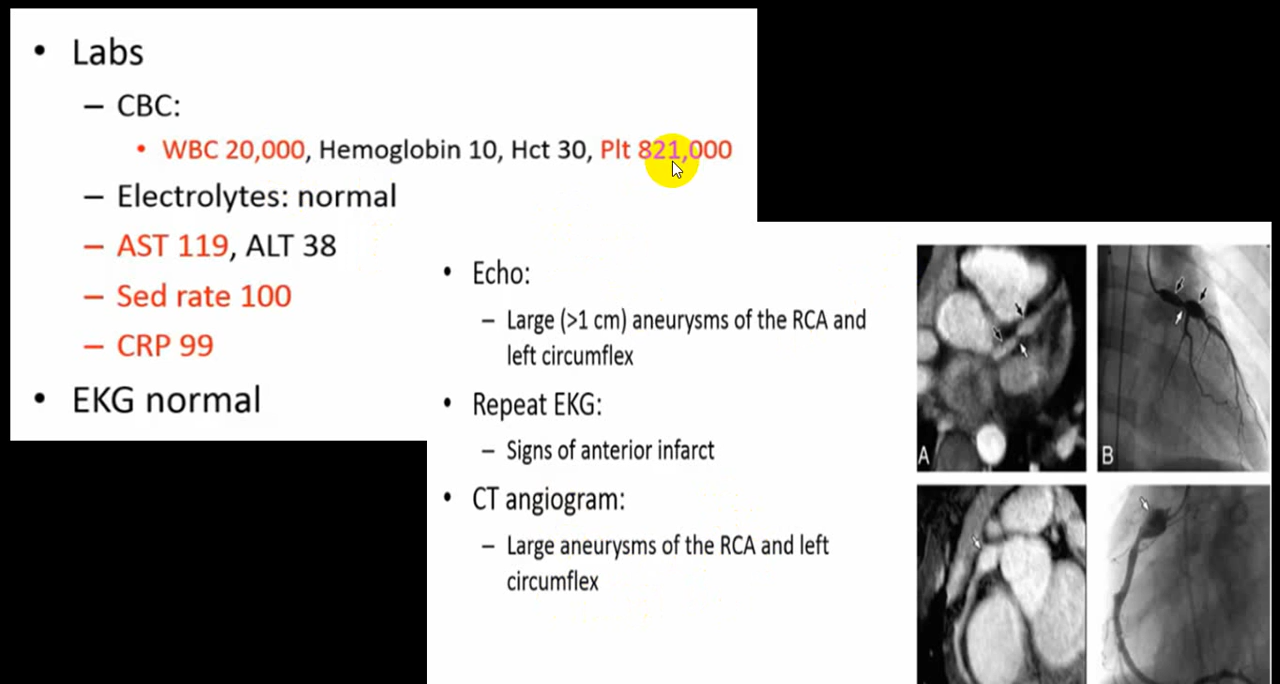 • Labs
– CBC:
• WBC 20,000, Hemoglobin 10, Hct 30, Plt 821,000
– Electrolytes: normal
– AST 119, ALT 38
– Sed rate 100
– CRP 99
• EKG normal
• Echo:
– Large (>1 cm) aneurysms of the RCA and
left circumflex
• Repeat EKG:
– Signs of anterior infarct
• CT angiogram:
– Large aneurysms of the RCA and left
circumflex
A
B